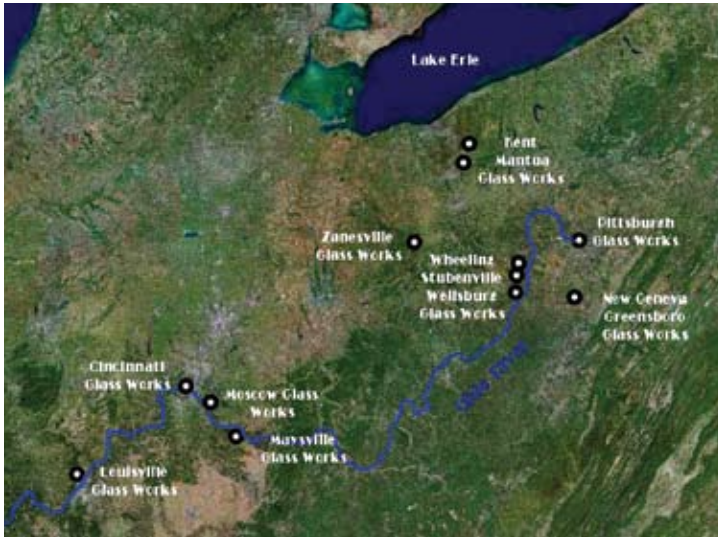 Lake Erie
Kent
Mantua
Glass Works
Pittsburgh
Glass Works
Zanesville
Glass Works
Wheeling
Stubenville
Wellsburg
Glass Works
New Geneva
Greensboro
Glass Works
Ohio River
Cincinnati
Glass Works
Moscow Glass
Works
Maysville
Glass Works
Louisville
Glass Works